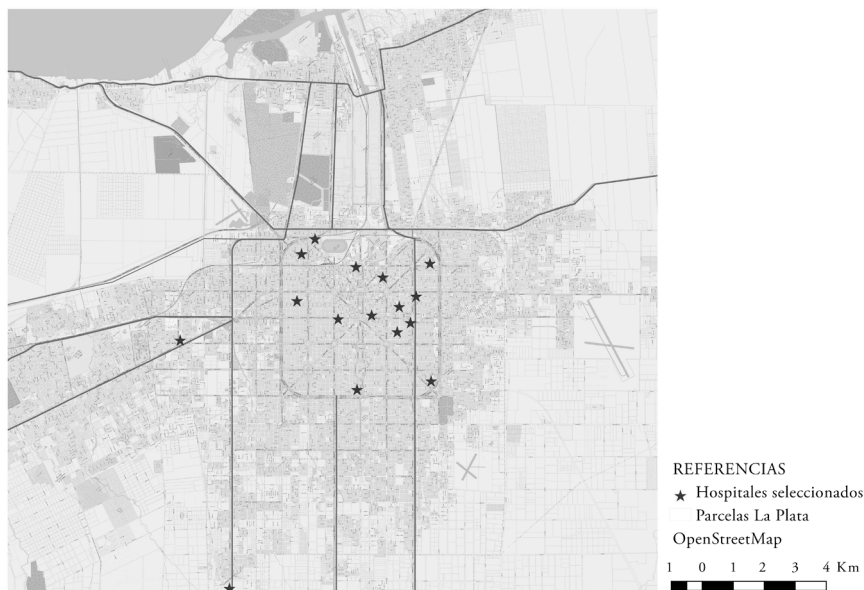 REFERENCIAS
Hospitales seleccionados
Parcelas La Plata
OpenStreetMap
1 0 1 2 3 4 Km